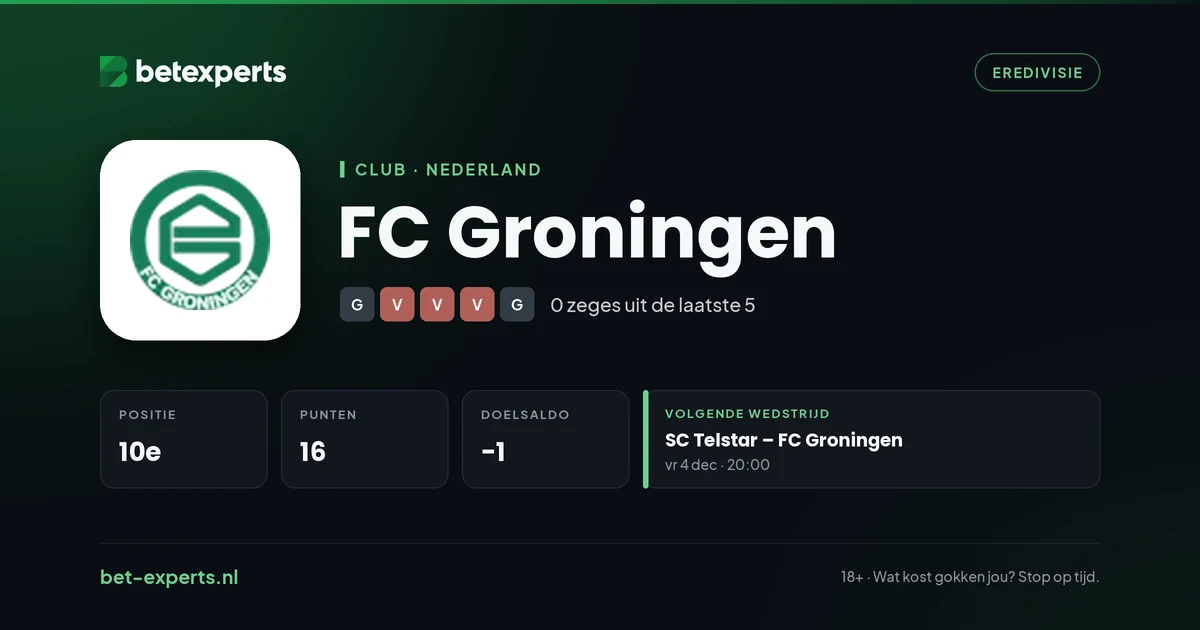 betexperts
EREDIVISIE
FC GRONINGEN
CLUB · NEDERLAND
FC Groningen
G V V V G 0 zeges uit de laatste 5
POSITIE
10e
PUNTEN
16
DOELSALDO
−1
VOLGENDE WEDSTRIJD
SC Telstar – FC Groningen
vr 4 dec · 20:00
bet-experts.nl
18+ · Wat kost gokken jou? Stop op tijd.